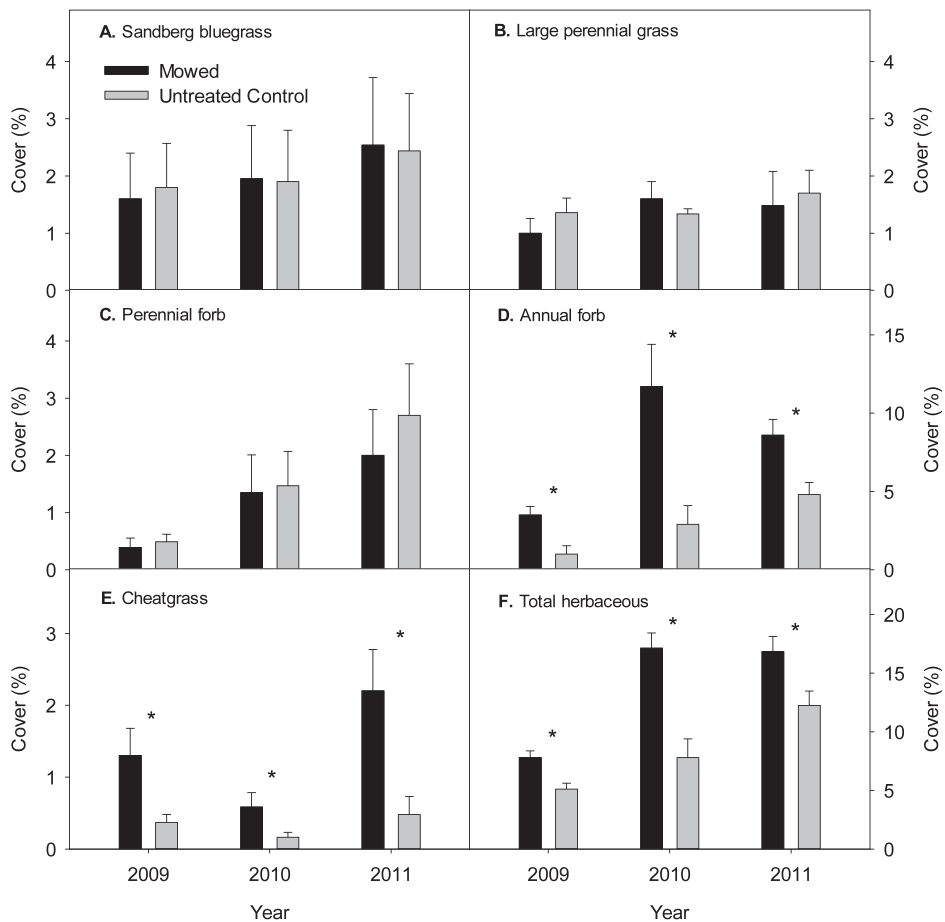 A. Sandberg bluegrass
Mowed
Untreated Control
Cover (%)
4
3
2
1
0
B. Large perennial grass
4
3
2
1
0
Cover (%)
C. Perennial forb
Cover (%)
4
3
2
1
0
D. Annual forb
*
*
*
15
10
5
0
Cover (%)
E. Cheatgrass
*
*
*
Cover (%)
3
2
1
0
2009
2010
2011
Year
F. Total herbaceous
*
*
*
20
15
10
5
0
Cover (%)
2009
2010
2011
Year